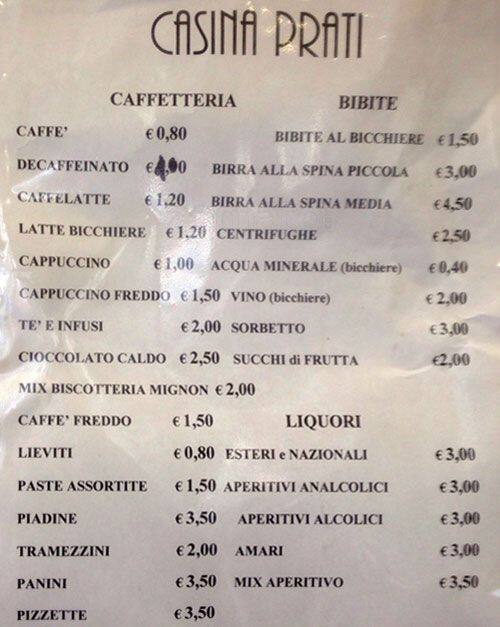 CASINA PRATI
CAFFETTERIA
CAFFE' € 0,80
DECAFFEINATO € 1,00
CAFFELATTE € 1,20
LATTE BICCHIERE € 1,20
CAPPUCCINO € 1,00
CAPPUCCINO FREDDO € 1,50
TE' E INFUSI € 2,00
CIOCCOLATO CALDO € 2,50
MIX BISCOTTERIA MIGNON € 2,00
CAFFE' FREDDO € 1,50
LIEVITI € 0,80
PASTE ASSORTITE € 1,50
PIADINE € 3,50
TRAMEZZINI € 2,00
PANINI € 3,50
PIZZETTE € 3,50
BIBITE
BIBITE AL BICCHIERE € 1,50
BIRRA ALLA SPINA PICCOLA € 3,00
BIRRA ALLA SPINA MEDIA € 4,50
CENTRIFUGHE € 2,50
ACQUA MINERALE (bicchiere) € 0,40
VINO (bicchiere) € 2,00
SORBETTO € 3,00
SUCCHI di FRUTTA €2,00
LIQUORI
ESTERI e NAZIONALI € 3,00
APERITIVI ANALCOLICI € 3,00
APERITIVI ALCOLICI € 3,00
AMARI € 3,00
MIX APERITIVO € 3,50